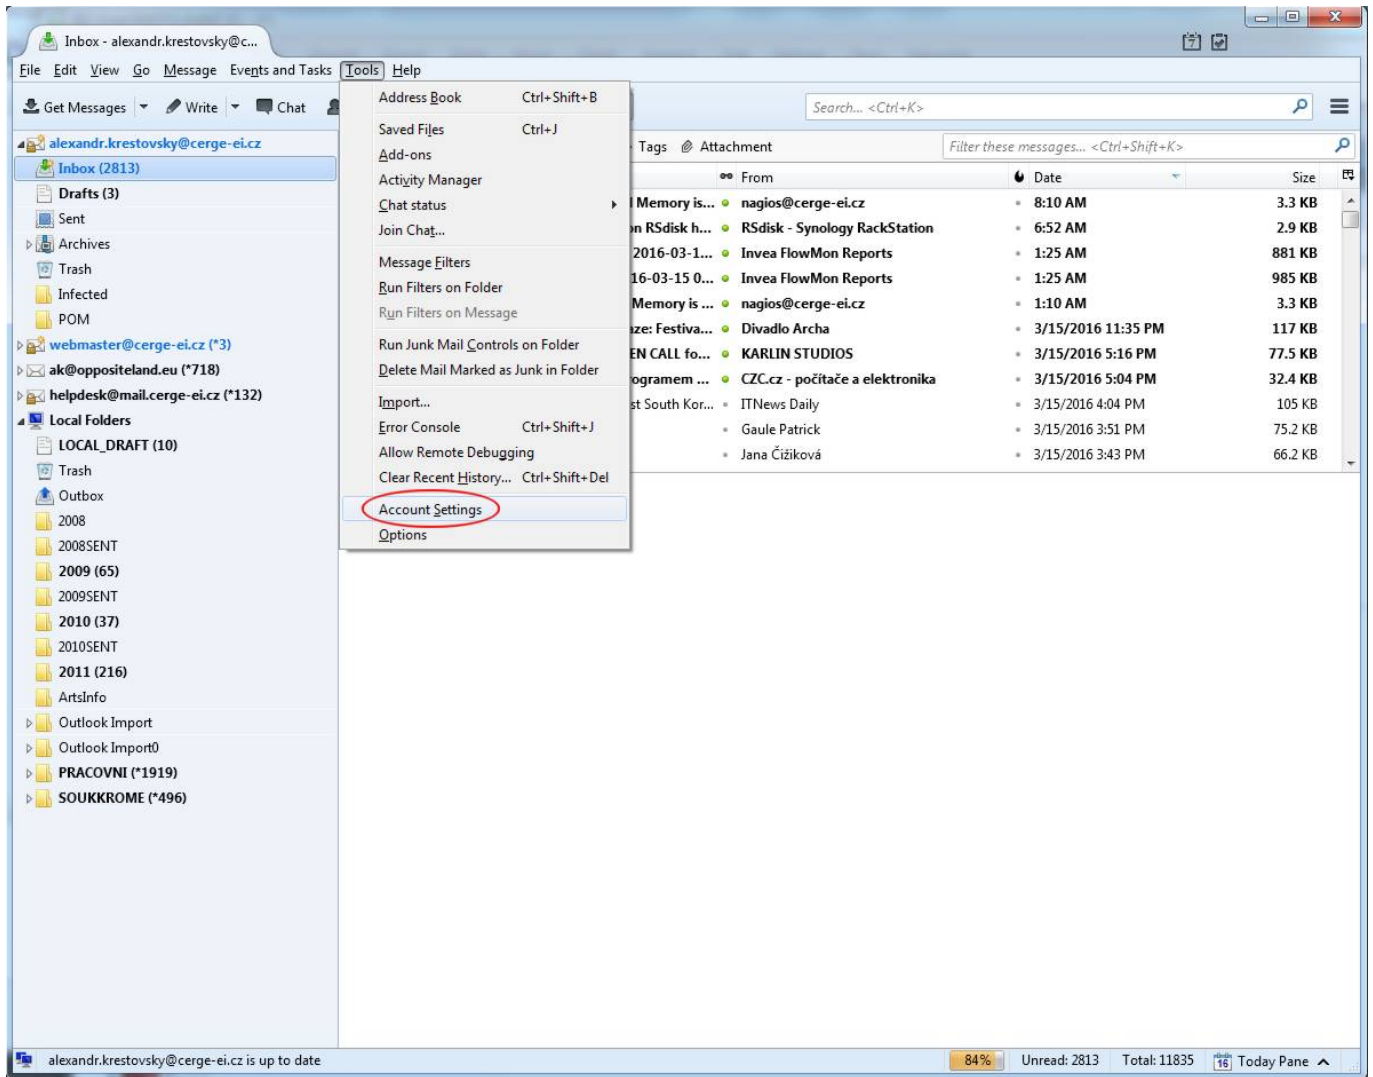 Inbox - alexandr.krestovsky@c...
File Edit View Go Message Events and Tasks Tools Help
Get Messages Write Chat
Search... <Ctrl+K>
alexandr.krestovsky@cerge-ei.cz
Inbox (2813)
Drafts (3)
Sent
Archives
Trash
Infected
POM
webmaster@cerge-ei.cz (*3)
ak@oppositeland.eu (*718)
helpdesk@mail.cerge-ei.cz (*132)
Local Folders
LOCAL_DRAFT (10)
Trash
Outbox
2008
2008SENT
2009 (65)
2009SENT
2010 (37)
2010SENT
2011 (216)
ArtsInfo
Outlook Import
Outlook Import0
PRACOVNI (*1919)
SOUKKROME (*496)
Address Book Ctrl+Shift+B
Saved Files Ctrl+J
Add-ons
Activity Manager
Chat status
Join Chat...
Message Filters
Run Filters on Folder
Run Filters on Message
Run Junk Mail Controls on Folder
Delete Mail Marked as Junk in Folder
Import...
Error Console Ctrl+Shift+J
Allow Remote Debugging
Clear Recent History... Ctrl+Shift+Del
Account Settings
Options
Tags Attachment Filter these messages... <Ctrl+Shift+K>
From Date Size
Memory is... nagios@cerge-ei.cz 8:10 AM 3.3 KB
on RSdisk h... RSdisk - Synology RackStation 6:52 AM 2.9 KB
2016-03-1... Invea FlowMon Reports 1:25 AM 881 KB
16-03-15 0... Invea FlowMon Reports 1:25 AM 985 KB
Memory is ... nagios@cerge-ei.cz 1:10 AM 3.3 KB
aze: Festiva... Divadlo Archa 3/15/2016 11:35 PM 117 KB
EN CALL fo... KARLIN STUDIOS 3/15/2016 5:16 PM 77.5 KB
ogramem ... CZC.cz - počítače a elektronika 3/15/2016 5:04 PM 32.4 KB
st South Kor... ITNews Daily 3/15/2016 4:04 PM 105 KB
Gaule Patrick 3/15/2016 3:51 PM 75.2 KB
Jana Čižiková 3/15/2016 3:43 PM 66.2 KB
alexandr.krestovsky@cerge-ei.cz is up to date 84% Unread: 2813 Total: 11835 16 Today Pane